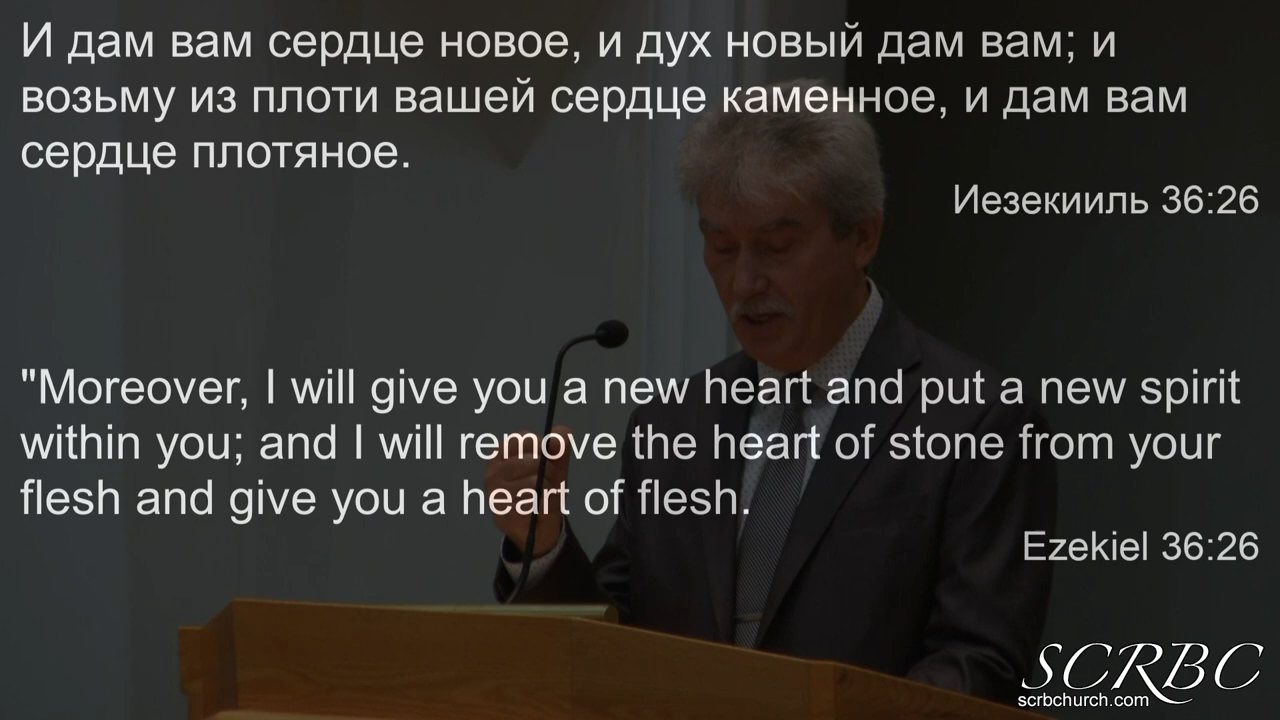 И дам вам сердце новое, и дух новый дам вам; и
возьму из плоти вашей сердце каменное, и дам вам
сердце плотяное.
Иезекииль 36:26
"Moreover, I will give you a new heart and put a new spirit
within you; and I will remove the heart of stone from your
flesh and give you a heart of flesh.
Ezekiel 36:26
SCRBC
scrbchurch.com